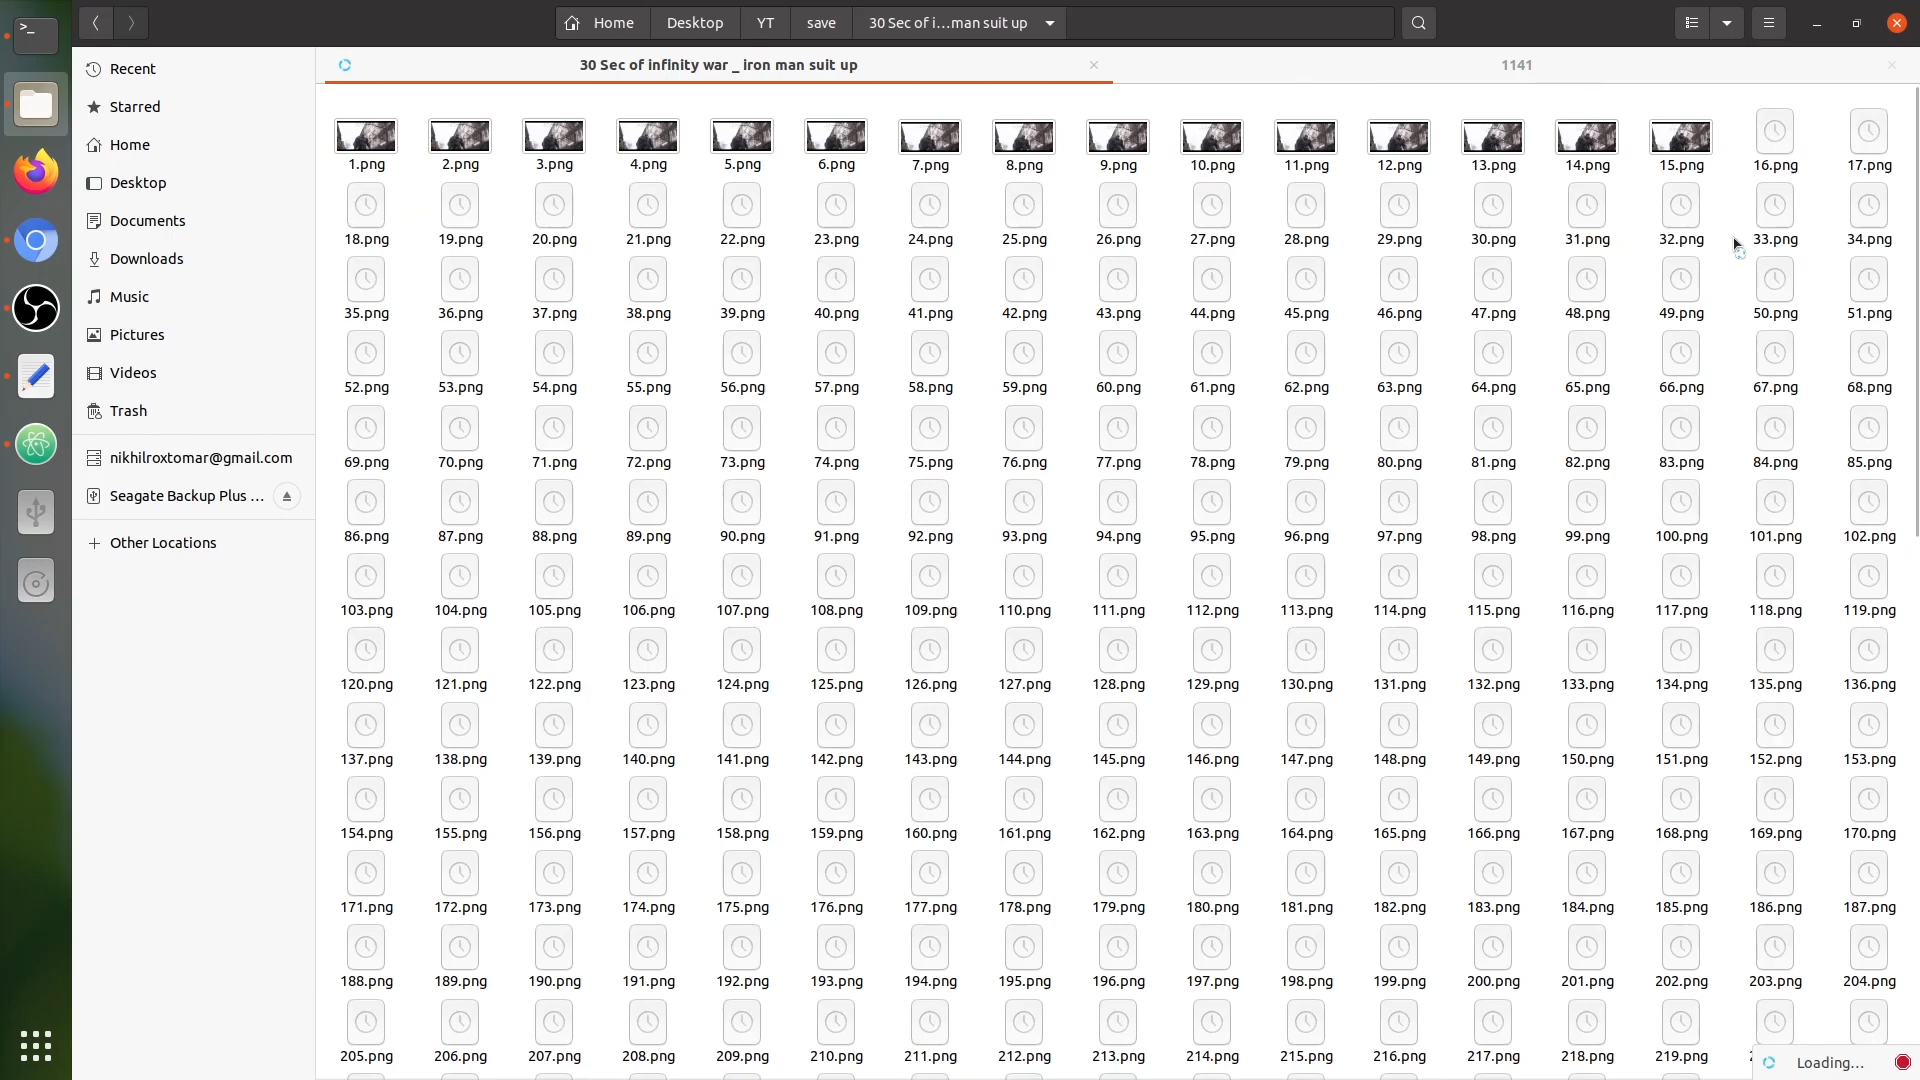 Home Desktop YT save 30 Sec of i...man suit up
30 Sec of infinity war _ iron man suit up
1141
Recent
Starred
Home
Desktop
Documents
Downloads
Music
Pictures
Videos
Trash
nikhilroxtomar@gmail.com
Seagate Backup Plus ...
Other Locations
1.png 2.png 3.png 4.png 5.png 6.png 7.png 8.png 9.png 10.png 11.png 12.png 13.png 14.png 15.png 16.png 17.png
18.png 19.png 20.png 21.png 22.png 23.png 24.png 25.png 26.png 27.png 28.png 29.png 30.png 31.png 32.png 33.png 34.png
35.png 36.png 37.png 38.png 39.png 40.png 41.png 42.png 43.png 44.png 45.png 46.png 47.png 48.png 49.png 50.png 51.png
52.png 53.png 54.png 55.png 56.png 57.png 58.png 59.png 60.png 61.png 62.png 63.png 64.png 65.png 66.png 67.png 68.png
69.png 70.png 71.png 72.png 73.png 74.png 75.png 76.png 77.png 78.png 79.png 80.png 81.png 82.png 83.png 84.png 85.png
86.png 87.png 88.png 89.png 90.png 91.png 92.png 93.png 94.png 95.png 96.png 97.png 98.png 99.png 100.png 101.png 102.png
103.png 104.png 105.png 106.png 107.png 108.png 109.png 110.png 111.png 112.png 113.png 114.png 115.png 116.png 117.png 118.png 119.png
120.png 121.png 122.png 123.png 124.png 125.png 126.png 127.png 128.png 129.png 130.png 131.png 132.png 133.png 134.png 135.png 136.png
137.png 138.png 139.png 140.png 141.png 142.png 143.png 144.png 145.png 146.png 147.png 148.png 149.png 150.png 151.png 152.png 153.png
154.png 155.png 156.png 157.png 158.png 159.png 160.png 161.png 162.png 163.png 164.png 165.png 166.png 167.png 168.png 169.png 170.png
171.png 172.png 173.png 174.png 175.png 176.png 177.png 178.png 179.png 180.png 181.png 182.png 183.png 184.png 185.png 186.png 187.png
188.png 189.png 190.png 191.png 192.png 193.png 194.png 195.png 196.png 197.png 198.png 199.png 200.png 201.png 202.png 203.png 204.png
205.png 206.png 207.png 208.png 209.png 210.png 211.png 212.png 213.png 214.png 215.png 216.png 217.png 218.png 219.png
Loading...